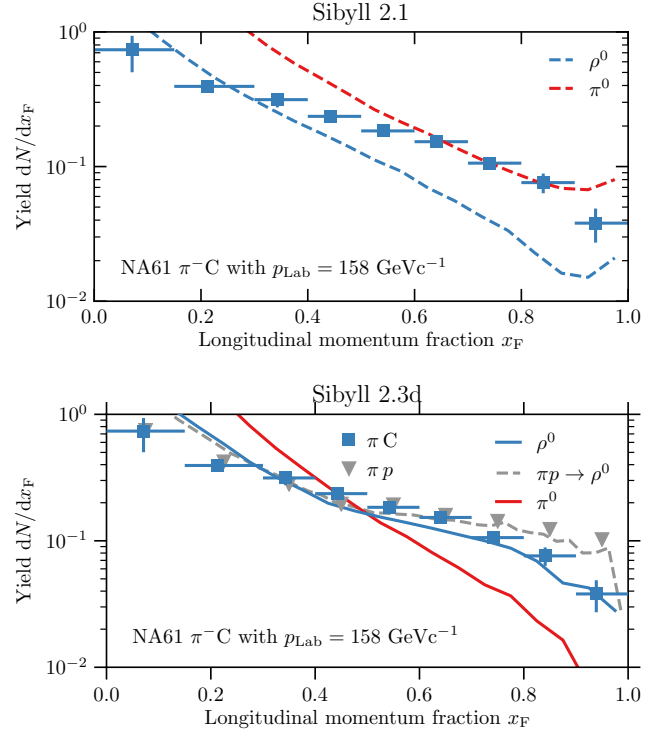 Sibyll 2.1
Yield dN/dx_F
10^0
10^{-1}
10^{-2}
ρ^0
π^0
NA61 π^−C with p_Lab = 158 GeVc^{−1}
0.0 0.2 0.4 0.6 0.8 1.0
Longitudinal momentum fraction x_F
Sibyll 2.3d
Yield dN/dx_F
10^0
10^{-1}
10^{-2}
π C
π p
ρ^0
πp → ρ^0
π^0
NA61 π^−C with p_Lab = 158 GeVc^{−1}
0.0 0.2 0.4 0.6 0.8 1.0
Longitudinal momentum fraction x_F